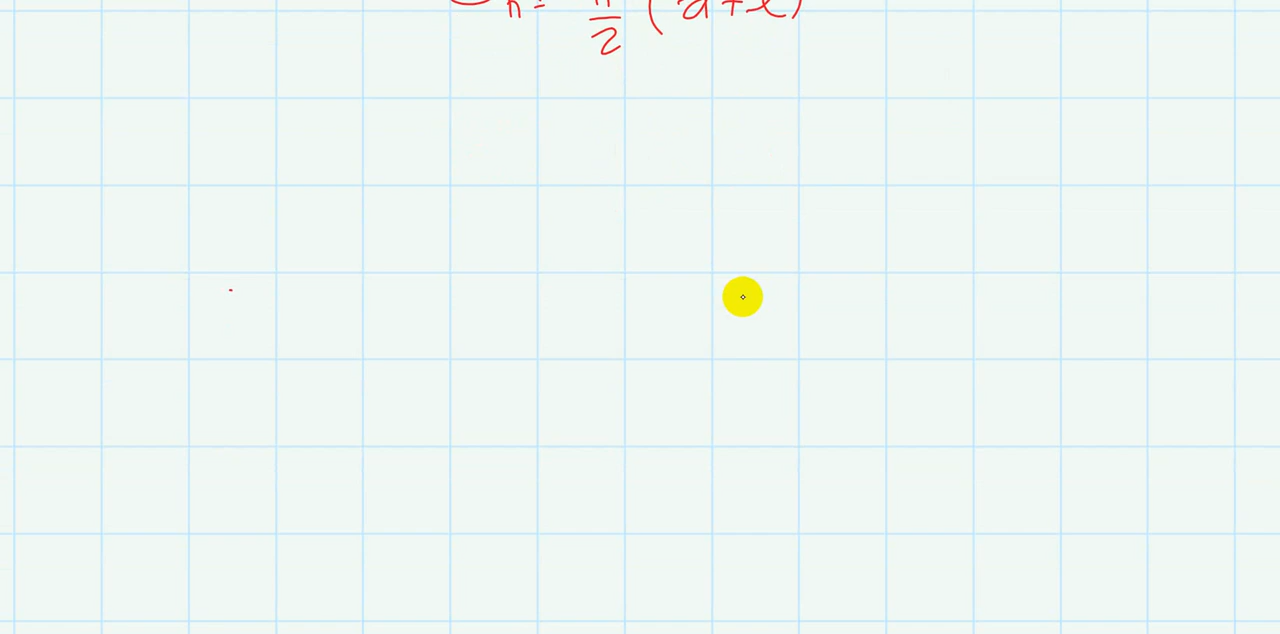 Sn = n/2 (a+l)